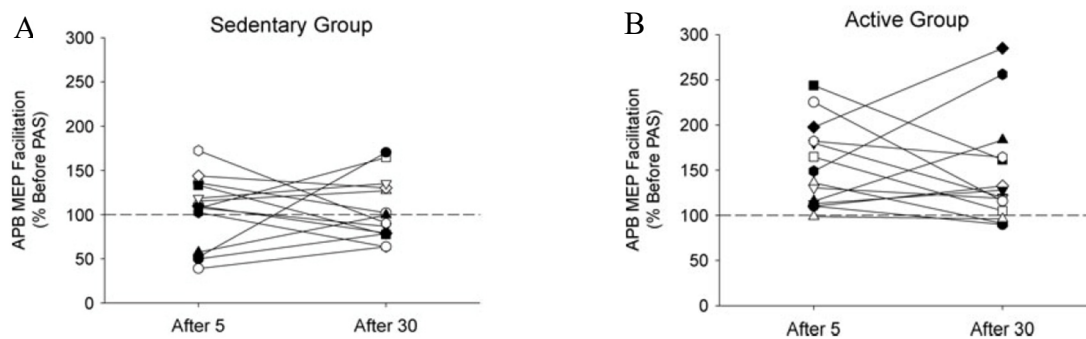 A
Sedentary Group
APB MEP Facilitation
(% Before PAS)
300
250
200
150
100
50
0
After 5
After 30
B
Active Group
APB MEP Facilitation
(% Before PAS)
300
250
200
150
100
50
0
After 5
After 30